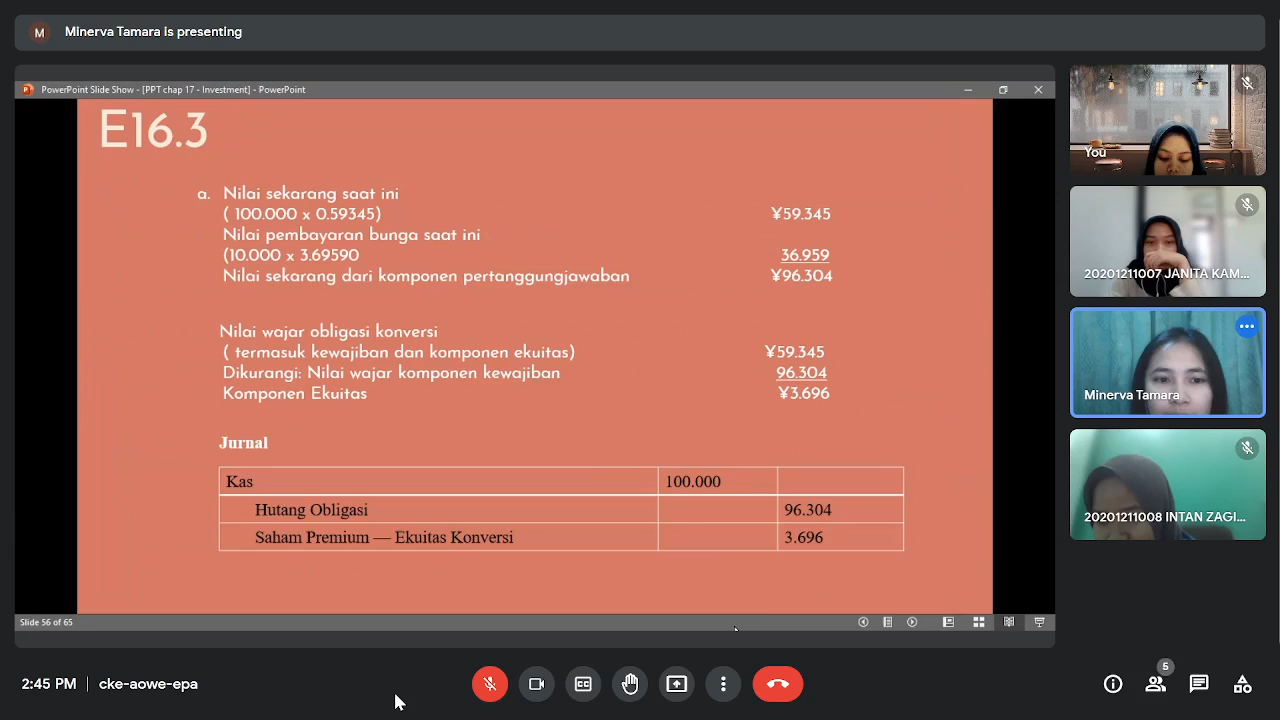 M Minerva Tamara is presenting
PowerPoint Slide Show - [PPT chap 17 - Investment] - PowerPoint
E16.3
a. Nilai sekarang saat ini
( 100.000 x 0.59345) ¥59.345
Nilai pembayaran bunga saat ini
(10.000 x 3.69590 36.959
Nilai sekarang dari komponen pertanggungjawaban ¥96.304
Nilai wajar obligasi konversi
( termasuk kewajiban dan komponen ekuitas) ¥59.345
Dikurangi: Nilai wajar komponen kewajiban 96.304
Komponen Ekuitas ¥3.696
Jurnal
Kas 100.000
Hutang Obligasi 96.304
Saham Premium — Ekuitas Konversi 3.696
Slide 56 of 65
You
20201211007 JANITA KAM...
Minerva Tamara
20201211008 INTAN ZAGI...
2:45 PM | cke-aowe-epa
5